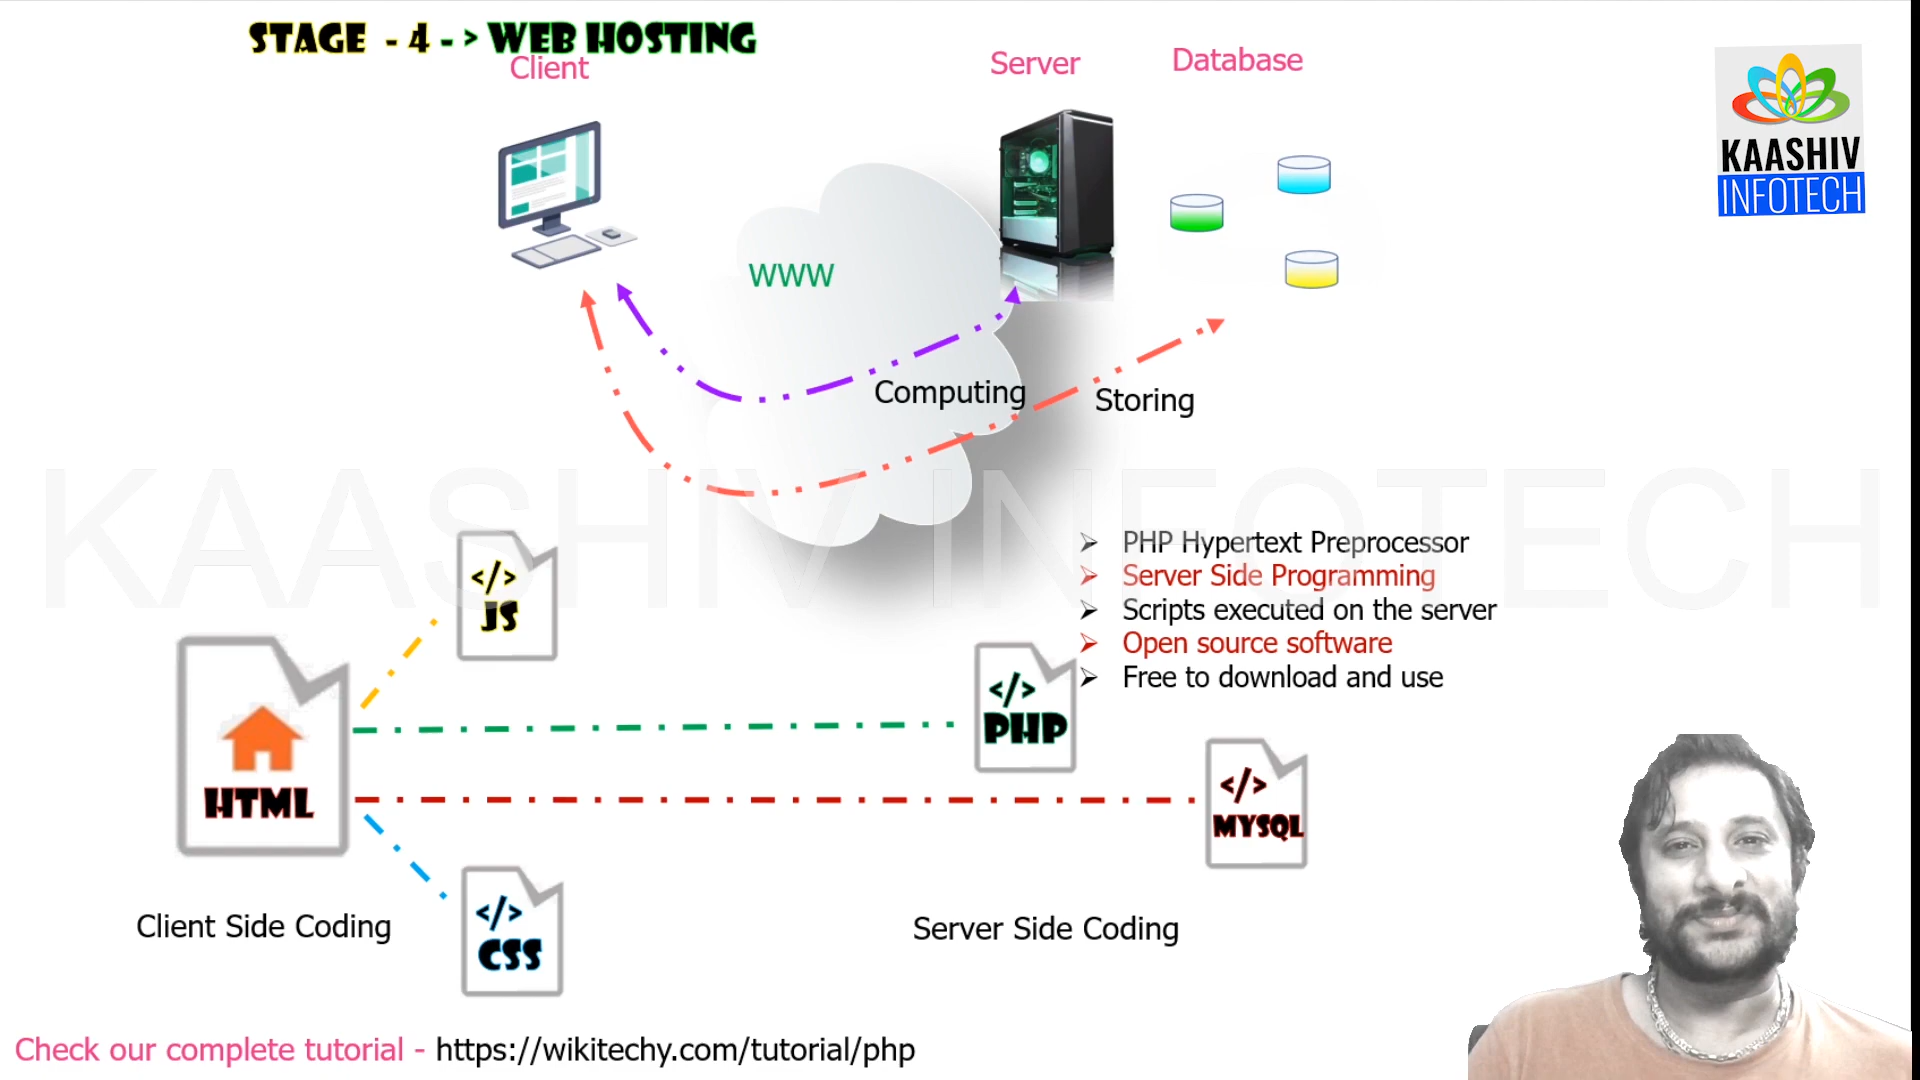 STAGE - 4 -> WEB HOSTING
Client
Server
Database
KAASHIV
INFOTECH
WWW
Computing
Storing
KAASHIV INFOTECH
PHP Hypertext Preprocessor
Server Side Programming
Scripts executed on the server
Open source software
Free to download and use
</>
JS
</>
PHP
HTML
</>
MYSQL
</>
CSS
Client Side Coding
Server Side Coding
Check our complete tutorial - https://wikitechy.com/tutorial/php